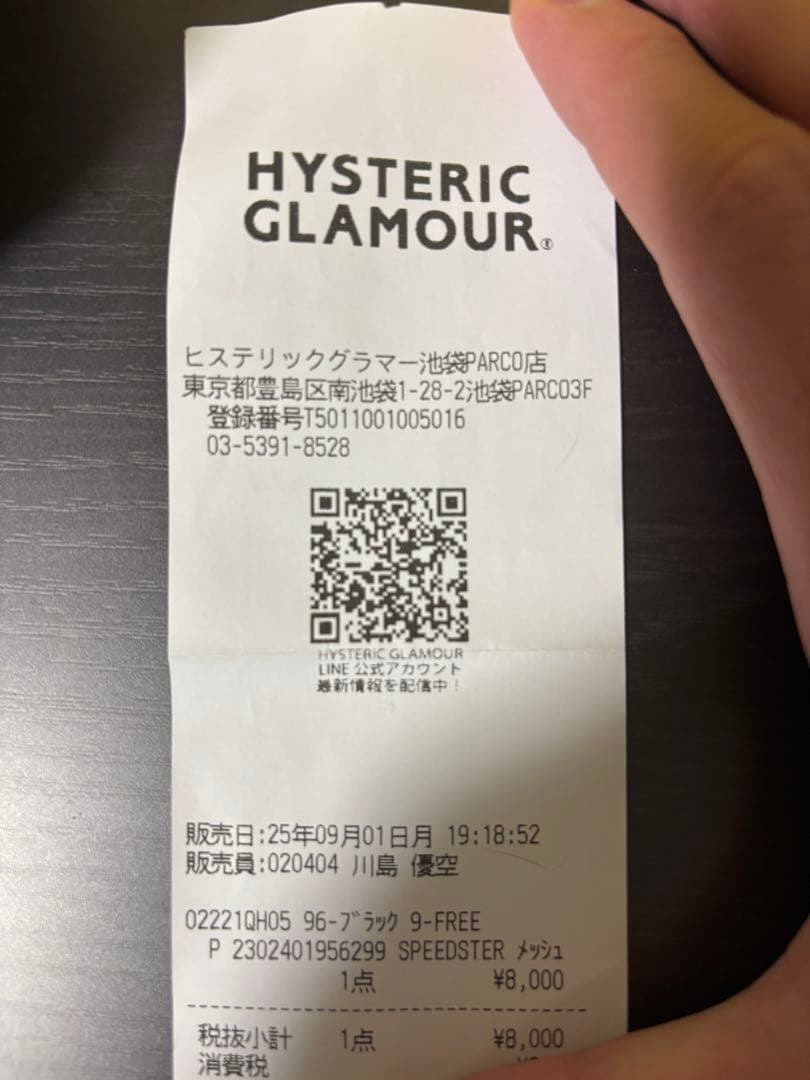 HYSTERIC
GLAMOUR®
ヒステリックグラマー池袋PARCO店
東京都豊島区南池袋1-28-2池袋PARCO3F
登録番号T5011001005016
03-5391-8528
HYSTERIC GLAMOUR
LINE 公式アカウント
最新情報を配信中！
販売日:25年09月01日月 19:18:52
販売員:020404 川島 優空
02221QH05 96-ﾌﾞﾗｯｸ 9-FREE
P 2302401956299 SPEEDSTER ﾒｯｼｭ
1点 ¥8,000
税抜小計 1点 ¥8,000
消費税